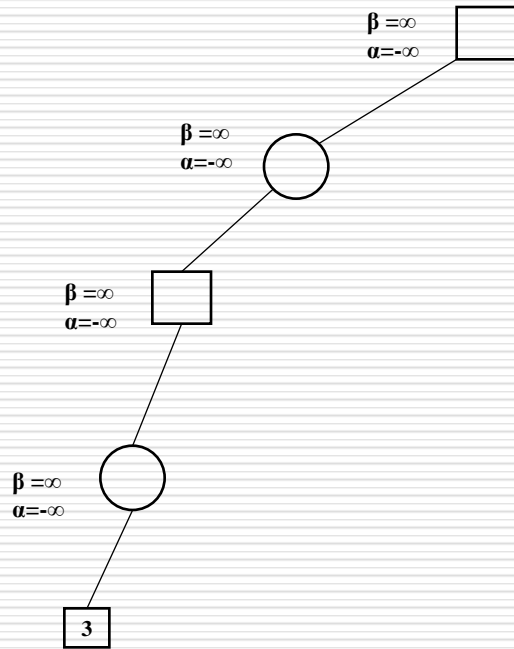 β =∞
α=-∞
β =∞
α=-∞
β =∞
α=-∞
β =∞
α=-∞
3